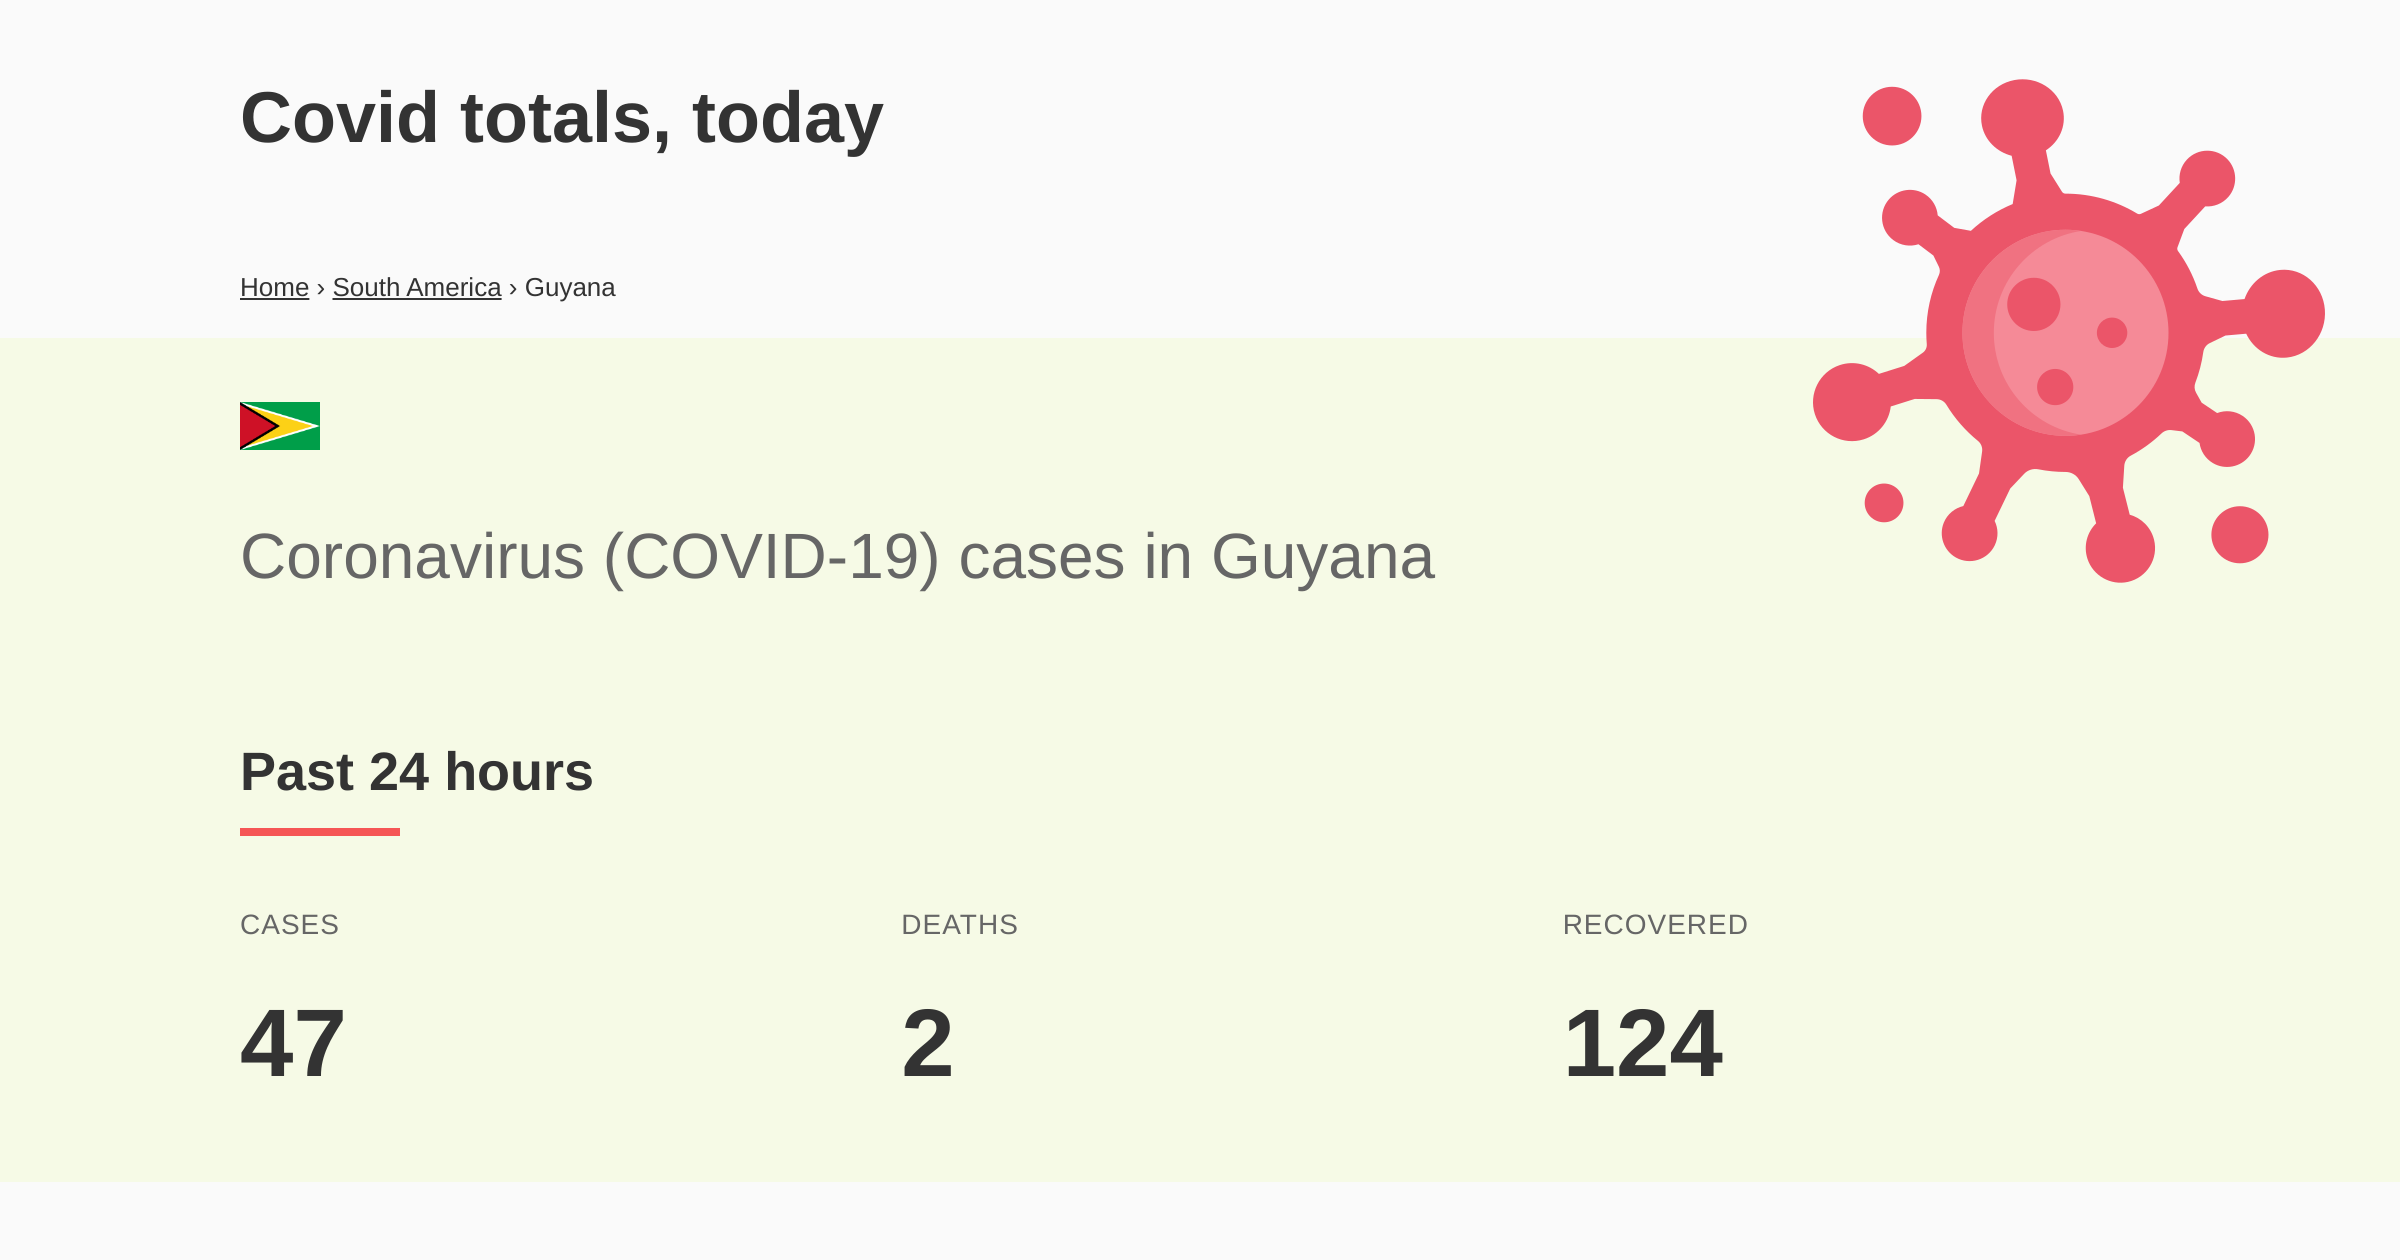 Covid totals, today
Home › South America › Guyana
Coronavirus (COVID-19) cases in Guyana
Past 24 hours
CASES DEATHS RECOVERED
47 2 124